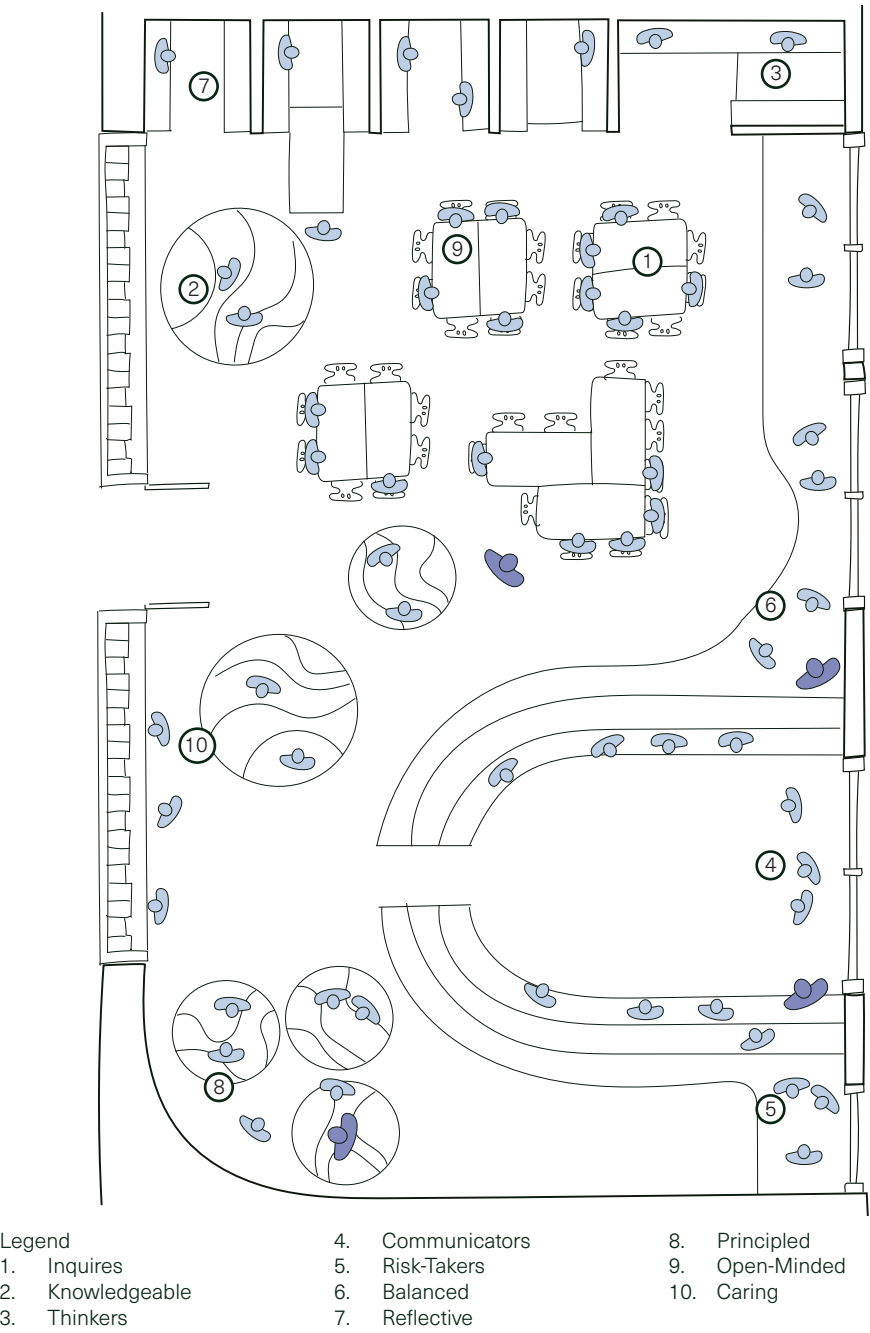 7
3
9
1
2
6
10
4
8
5
Legend
1. Inquires
2. Knowledgeable
3. Thinkers
4. Communicators
5. Risk-Takers
6. Balanced
7. Reflective
8. Principled
9. Open-Minded
10. Caring